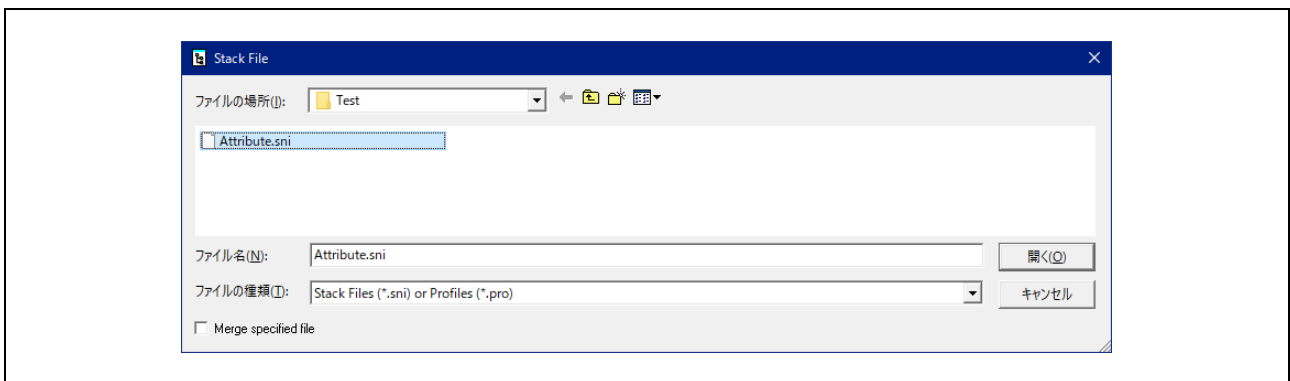 Stack File
ファイルの場所(I): Test
Attribute.sni
ファイル名(N): Attribute.sni 開く(O)
ファイルの種類(T): Stack Files (*.sni) or Profiles (*.pro) キャンセル
Merge specified file